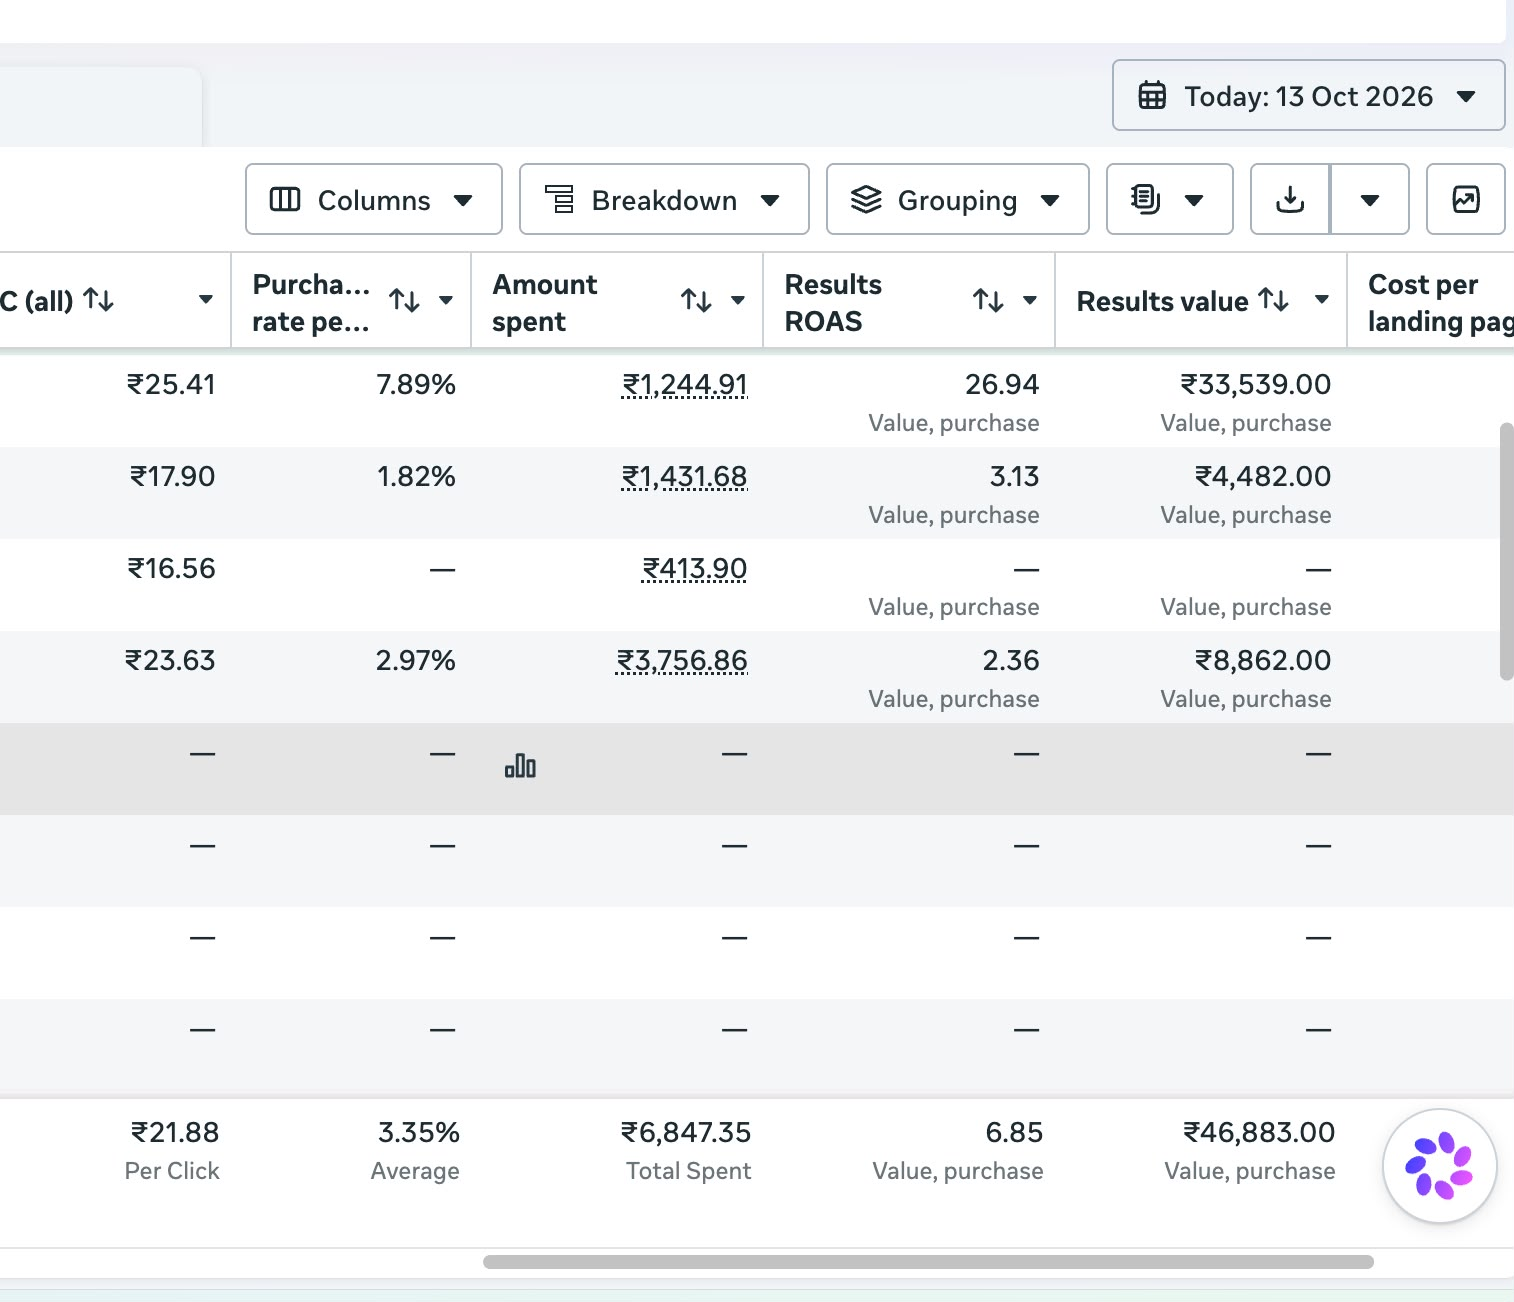 Today: 13 Oct 2026
Columns
Breakdown
Grouping
C (all)
Purcha...
rate pe...
Amount
spent
Results
ROAS
Results value
Cost per
landing pag
₹25.41 7.89% ₹1,244.91 26.94 ₹33,539.00
Value, purchase Value, purchase
₹17.90 1.82% ₹1,431.68 3.13 ₹4,482.00
Value, purchase Value, purchase
₹16.56 — ₹413.90 — —
Value, purchase Value, purchase
₹23.63 2.97% ₹3,756.86 2.36 ₹8,862.00
Value, purchase Value, purchase
— — — — —
— — — — —
— — — — —
— — — — —
₹21.88 3.35% ₹6,847.35 6.85 ₹46,883.00
Per Click Average Total Spent Value, purchase Value, purchase